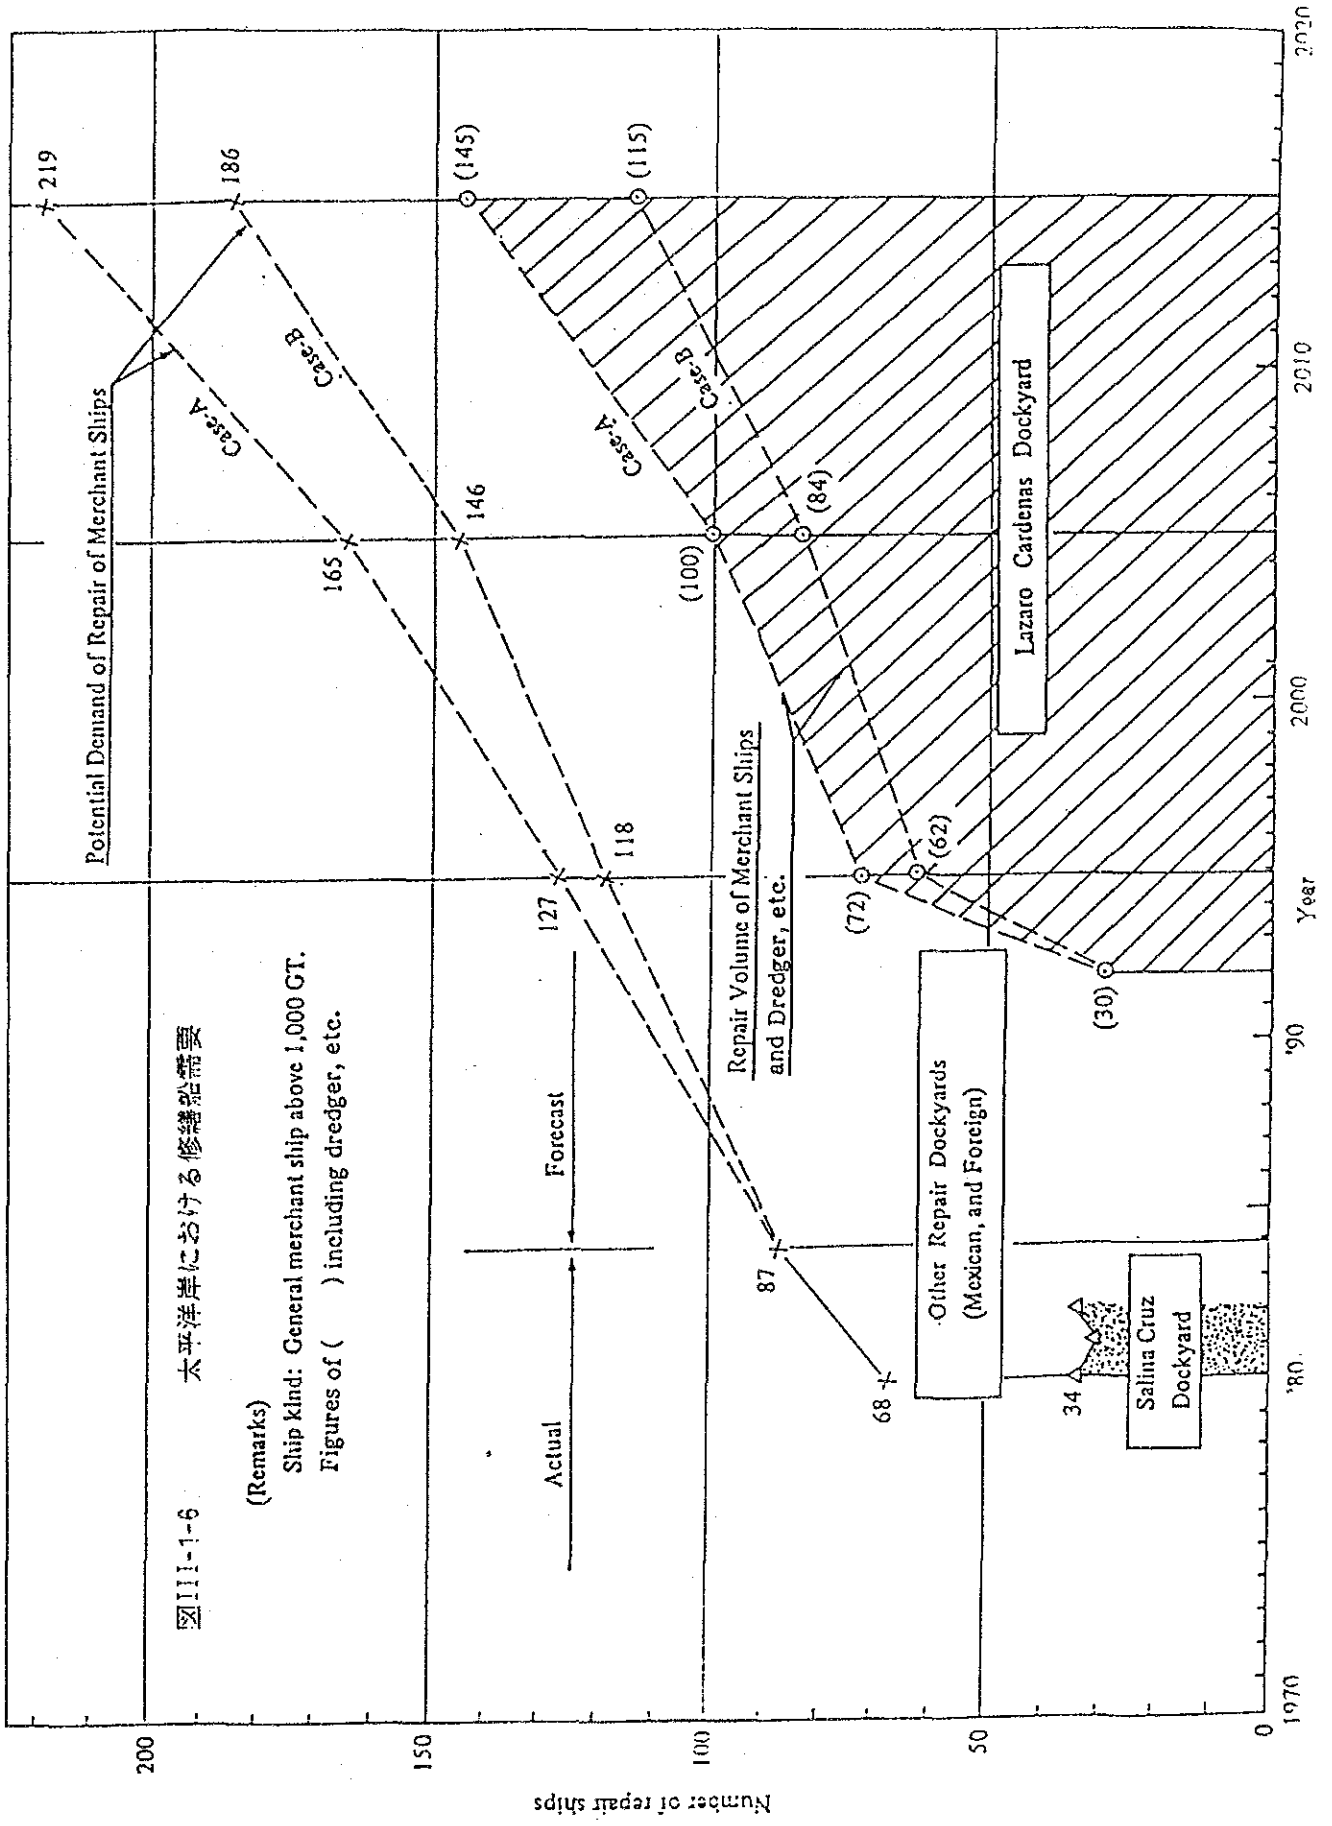 図III-1-6 太平洋岸における修繕船需要
(Remarks)
Ship kind: General merchant ship above 1,000 GT.
Figures of ( ) including dredger, etc.
Potential Demand of Repair of Merchant Ships
219
186
Case-A
Case-B
165
146
127
118
(145)
(115)
Case-A
Case-B
(100)
(84)
Actual
Forecast
Repair Volume of Merchant Ships
and Dredger, etc.
(72)
(62)
87
68
(30)
Other Repair Dockyards
(Mexican, and Foreign)
Lazaro Cardenas Dockyard
34
Salina Cruz
Dockyard
Number of repair ships
200
150
100
50
0
1970
'80
'90
2000
2010
2020
Year